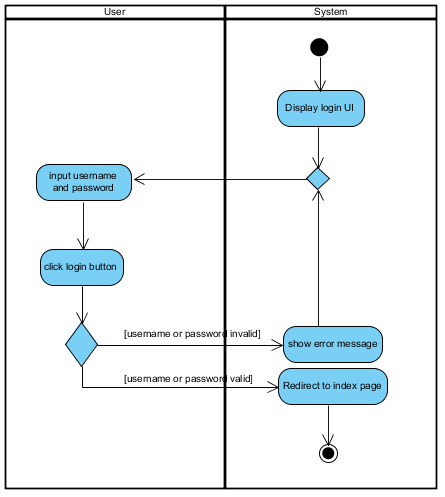 User
System
Display login UI
input username
and password
click login button
[username or password invalid]
show error message
[username or password valid]
Redirect to index page